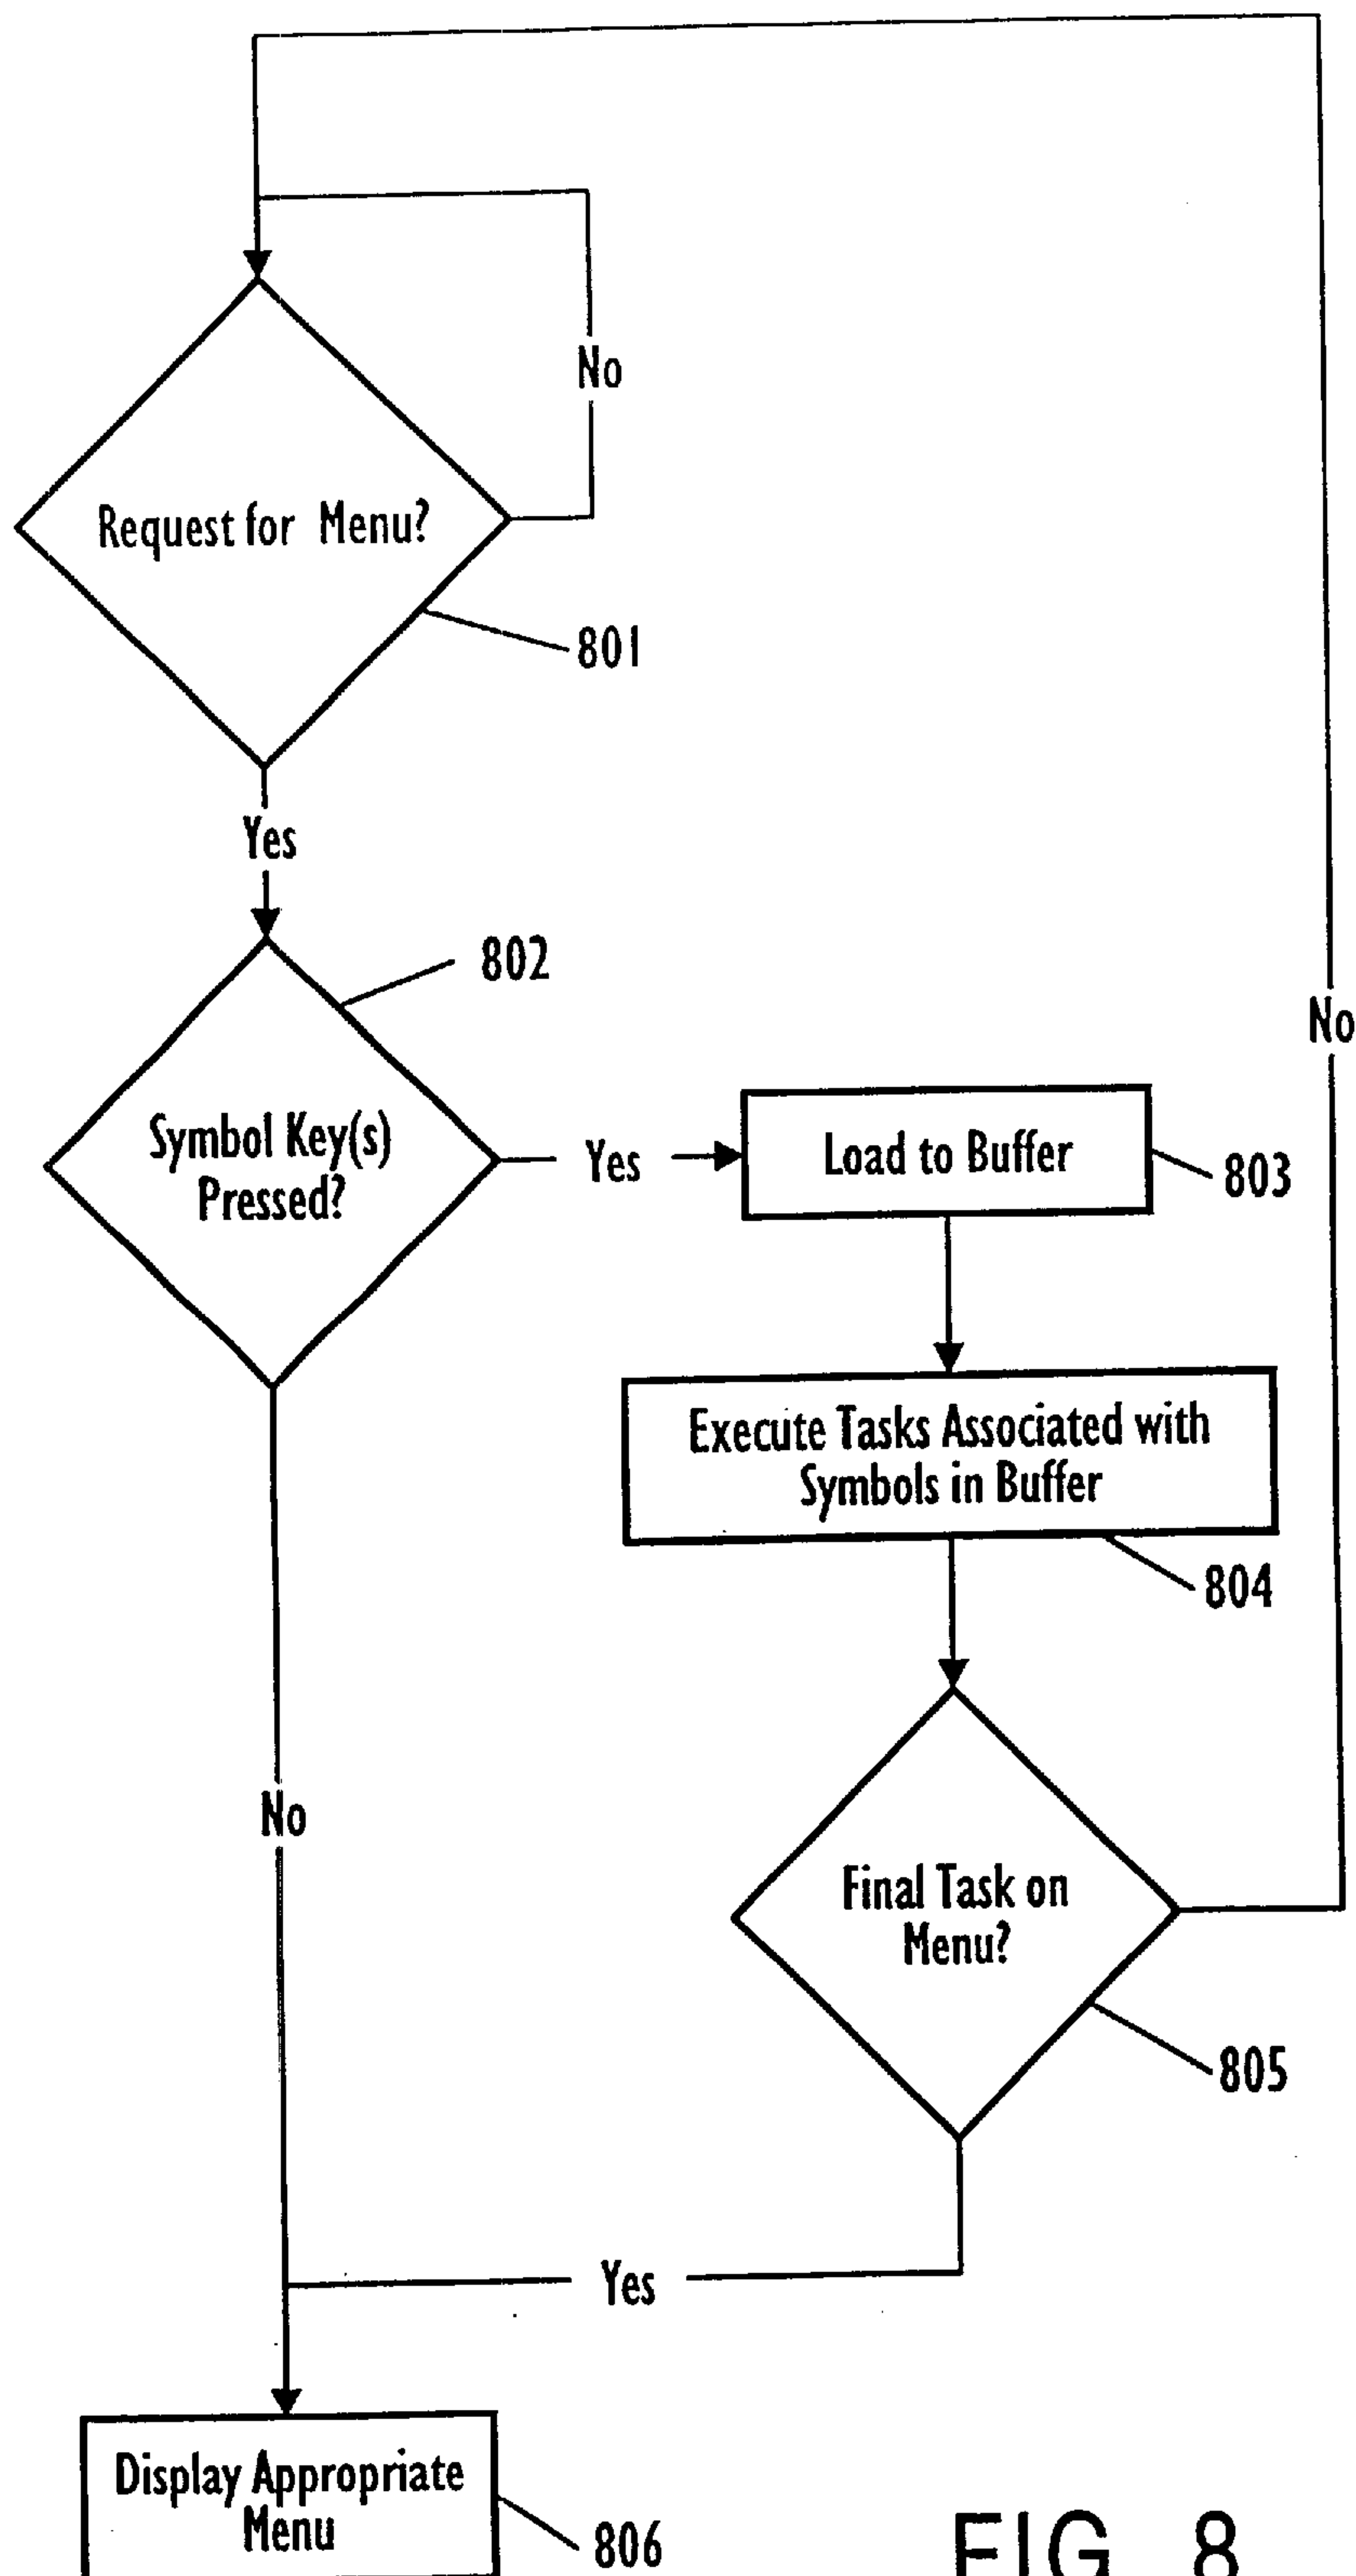 No
Request for Menu?
801
Yes
802
No
Symbol Key(s)
Pressed?
Yes
Load to Buffer
803
Execute Tasks Associated with
Symbols in Buffer
804
No
Final Task on
Menu?
805
Yes
Display Appropriate
Menu
806
FIG. 8